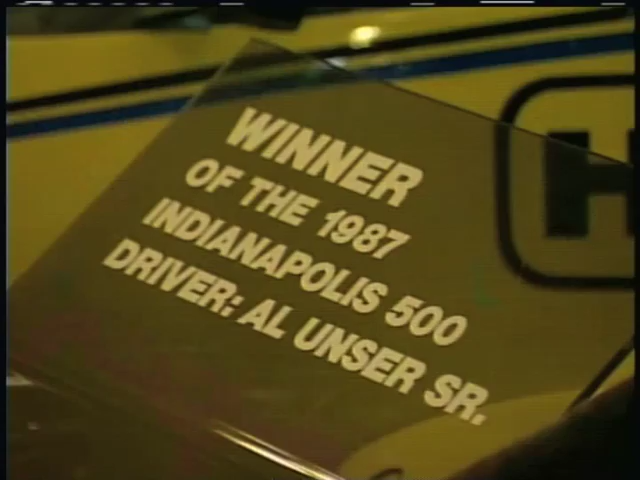 WINNER
OF THE 1987
INDIANAPOLIS 500
DRIVER: AL UNSER SR.
H